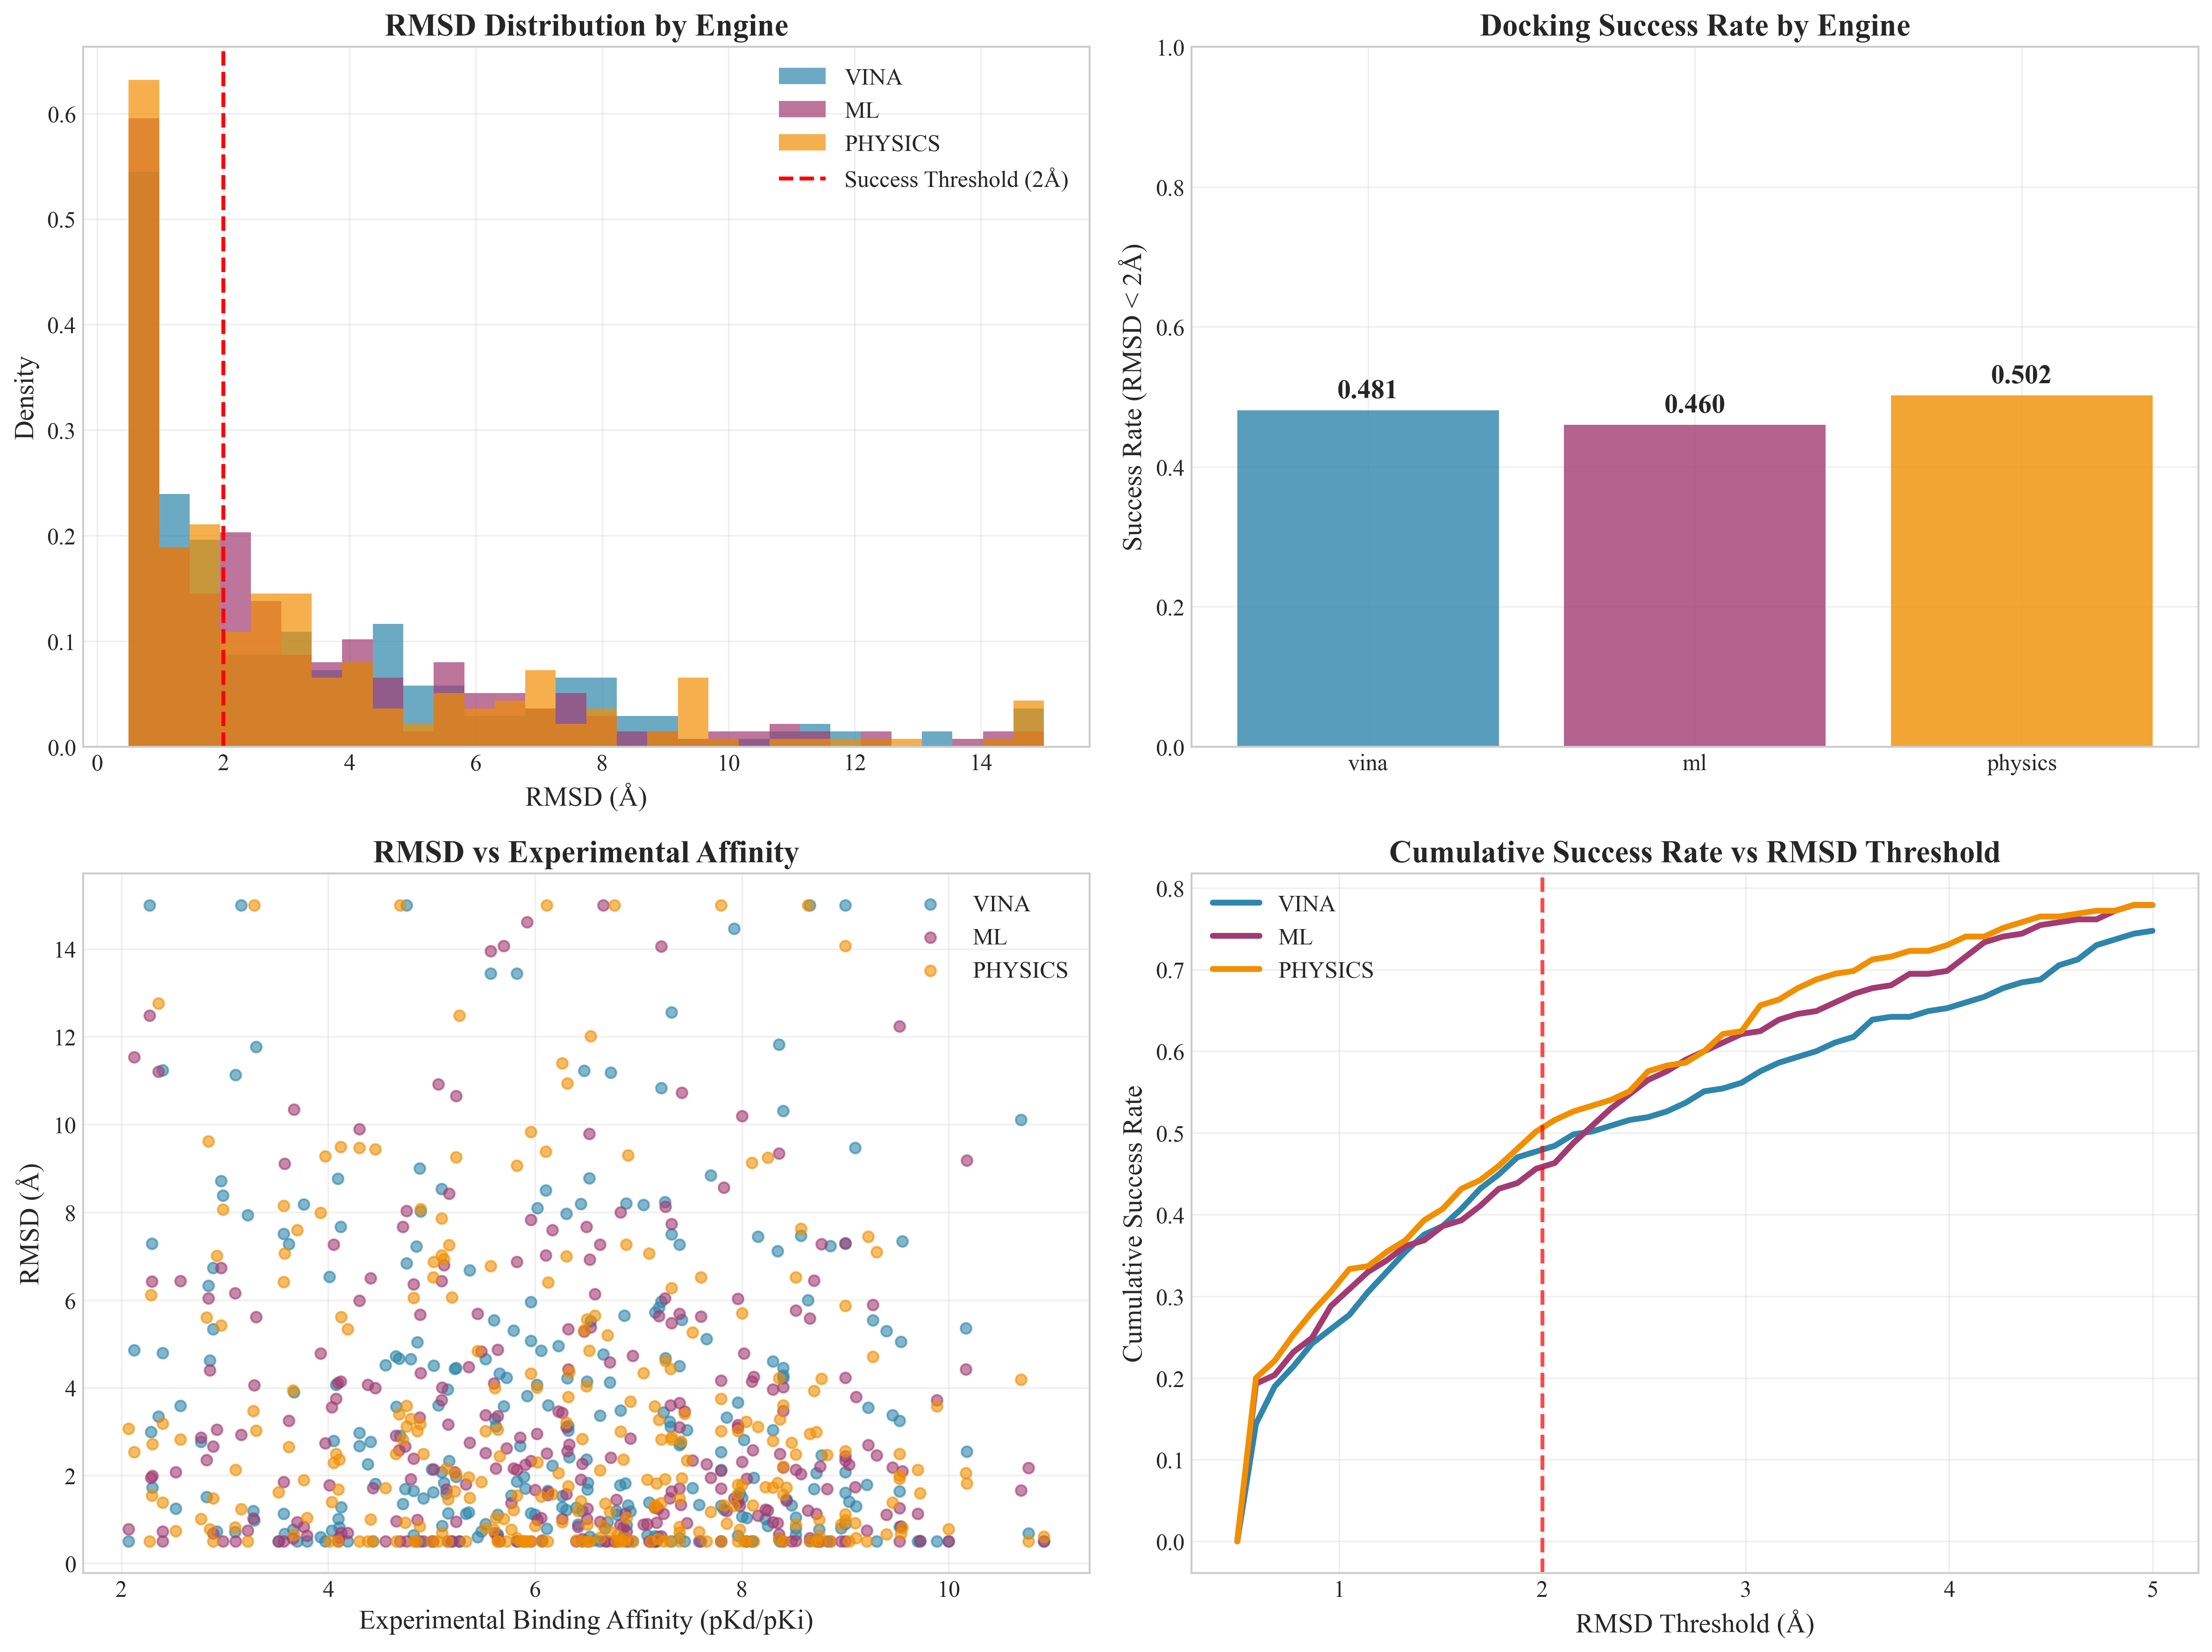 RMSD Distribution by Engine
Density
0.6
0.5
0.4
0.3
0.2
0.1
0.0
VINA
ML
PHYSICS
Success Threshold (2Å)
0 2 4 6 8 10 12 14
RMSD (Å)
Docking Success Rate by Engine
Success Rate (RMSD < 2Å)
1.0
0.8
0.6
0.4
0.2
0.0
0.481
0.460
0.502
vina ml physics
RMSD vs Experimental Affinity
RMSD (Å)
14
12
10
8
6
4
2
0
VINA
ML
PHYSICS
2 4 6 8 10
Experimental Binding Affinity (pKd/pKi)
Cumulative Success Rate vs RMSD Threshold
Cumulative Success Rate
0.8
0.7
0.6
0.5
0.4
0.3
0.2
0.1
0.0
VINA
ML
PHYSICS
1 2 3 4 5
RMSD Threshold (Å)